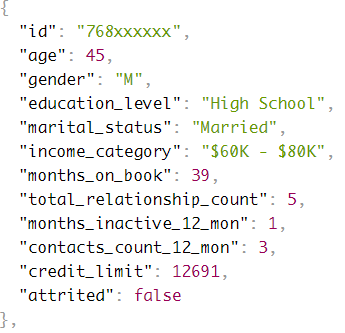 {
"id": "768xxxxxx",
"age": 45,
"gender": "M",
"education_level": "High School",
"marital_status": "Married",
"income_category": "$60K - $80K",
"months_on_book": 39,
"total_relationship_count": 5,
"months_inactive_12_mon": 1,
"contacts_count_12_mon": 3,
"credit_limit": 12691,
"attrited": false
},